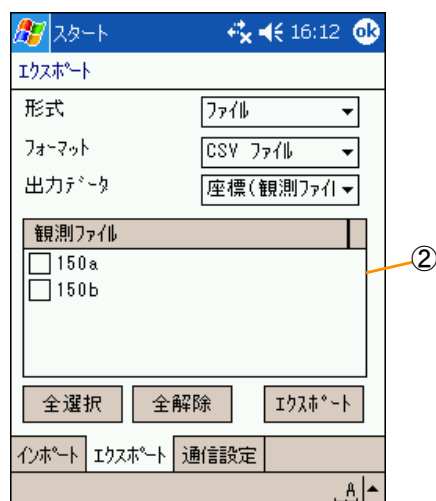 スタート 16:12 ok
エクスポート
形式 ファイル
フォーマット CSV ファイル
出力データ 座標(観測ファイ
観測ファイル
150a
150b
②
全選択 全解除 エクスポート
インポート エクスポート 通信設定
A